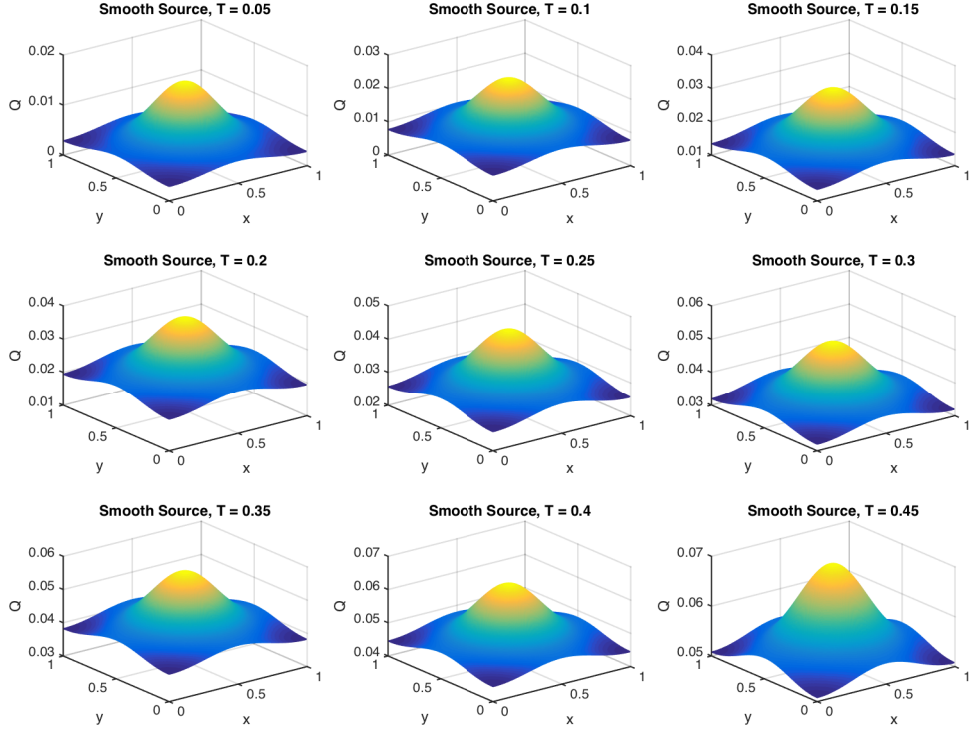 Smooth Source, T = 0.05
0.02
0.01
0
Q
1
0.5
0
y
0
0.5
1
x
Smooth Source, T = 0.1
0.03
0.02
0.01
0
Q
1
0.5
0
y
0
0.5
1
x
Smooth Source, T = 0.15
0.04
0.03
0.02
0.01
Q
1
0.5
0
y
0
0.5
1
x
Smooth Source, T = 0.2
0.04
0.03
0.02
0.01
Q
1
0.5
0
y
0
0.5
1
x
Smooth Source, T = 0.25
0.05
0.04
0.03
0.02
Q
1
0.5
0
y
0
0.5
1
x
Smooth Source, T = 0.3
0.06
0.05
0.04
0.03
Q
1
0.5
0
y
0
0.5
1
x
Smooth Source, T = 0.35
0.06
0.05
0.04
0.03
Q
1
0.5
0
y
0
0.5
1
x
Smooth Source, T = 0.4
0.07
0.06
0.05
0.04
Q
1
0.5
0
y
0
0.5
1
x
Smooth Source, T = 0.45
0.07
0.06
0.05
Q
1
0.5
0
y
0
0.5
1
x